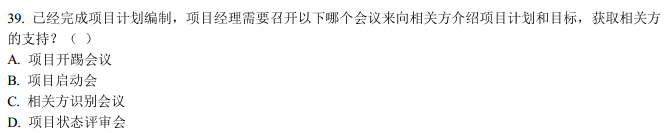 39. 已经完成项目计划编制，项目经理需要召开以下哪个会议来向相关方介绍项目计划和目标，获取相关方
的支持？（ ）
A. 项目开踢会议
B. 项目启动会
C. 相关方识别会议
D. 项目状态评审会